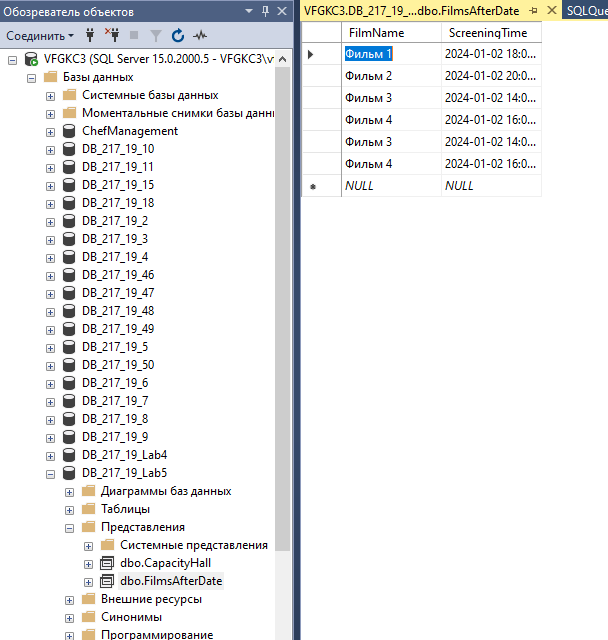 Обозреватель объектов
Соединить
VFGKC3 (SQL Server 15.0.2000.5 - VFGKC3\v
Базы данных
Системные базы данных
Моментальные снимки базы данн
ChefManagement
DB_217_19_10
DB_217_19_11
DB_217_19_15
DB_217_19_18
DB_217_19_2
DB_217_19_3
DB_217_19_4
DB_217_19_46
DB_217_19_47
DB_217_19_48
DB_217_19_49
DB_217_19_5
DB_217_19_50
DB_217_19_6
DB_217_19_7
DB_217_19_8
DB_217_19_9
DB_217_19_Lab4
DB_217_19_Lab5
Диаграммы баз данных
Таблицы
Представления
Системные представления
dbo.CapacityHall
dbo.FilmsAfterDate
Внешние ресурсы
Синонимы
Программирование
VFGKC3.DB_217_19_...dbo.FilmsAfterDate SQLQue
FilmName ScreeningTime
Фильм 1 2024-01-02 18:0...
Фильм 2 2024-01-02 20:0...
Фильм 3 2024-01-02 14:0...
Фильм 4 2024-01-02 16:0...
Фильм 3 2024-01-02 14:0...
Фильм 4 2024-01-02 16:0...
NULL NULL